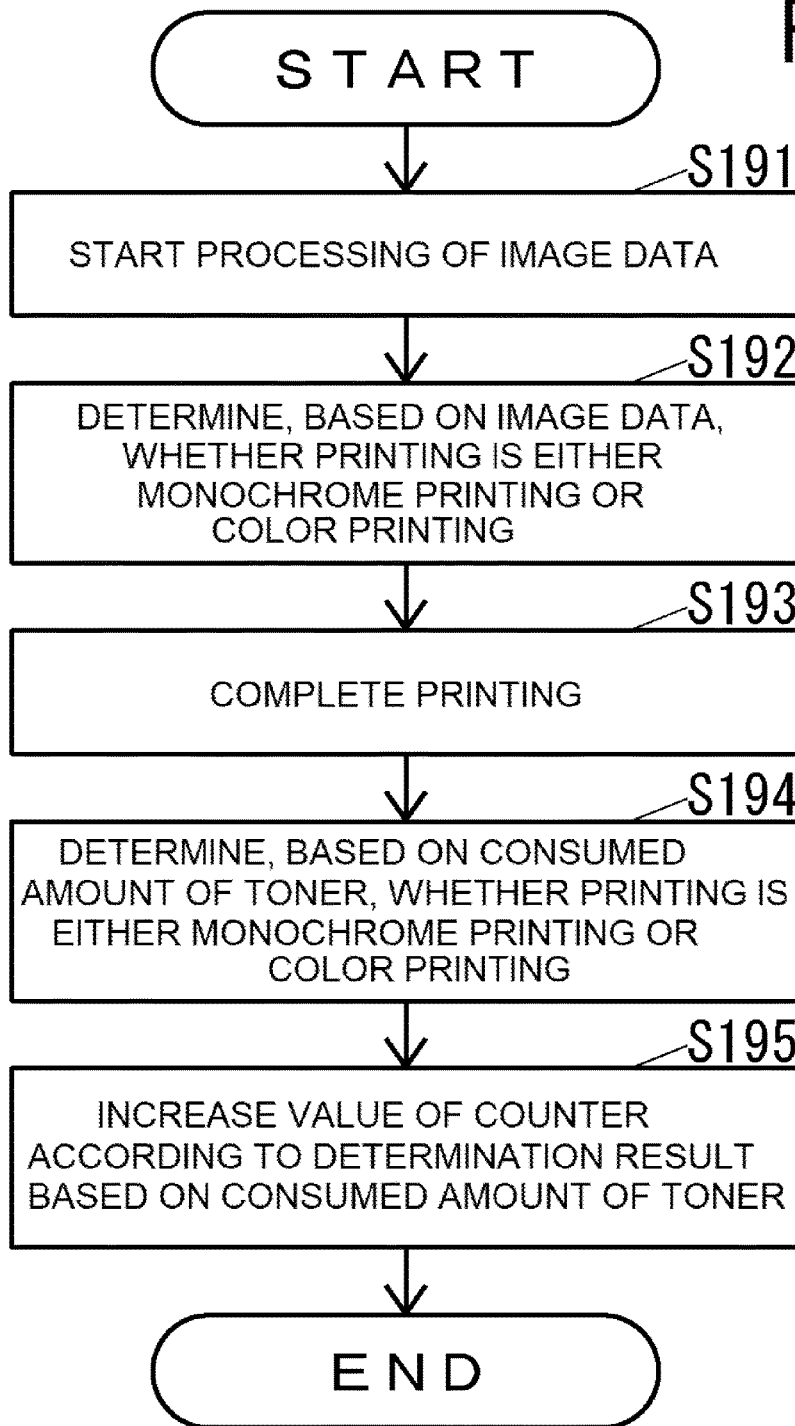 START
S191
START PROCESSING OF IMAGE DATA
S192
DETERMINE, BASED ON IMAGE DATA,
WHETHER PRINTING IS EITHER
MONOCHROME PRINTING OR
COLOR PRINTING
S193
COMPLETE PRINTING
S194
DETERMINE, BASED ON CONSUMED
AMOUNT OF TONER, WHETHER PRINTING IS
EITHER MONOCHROME PRINTING OR
COLOR PRINTING
S195
INCREASE VALUE OF COUNTER
ACCORDING TO DETERMINATION RESULT
BASED ON CONSUMED AMOUNT OF TONER
END